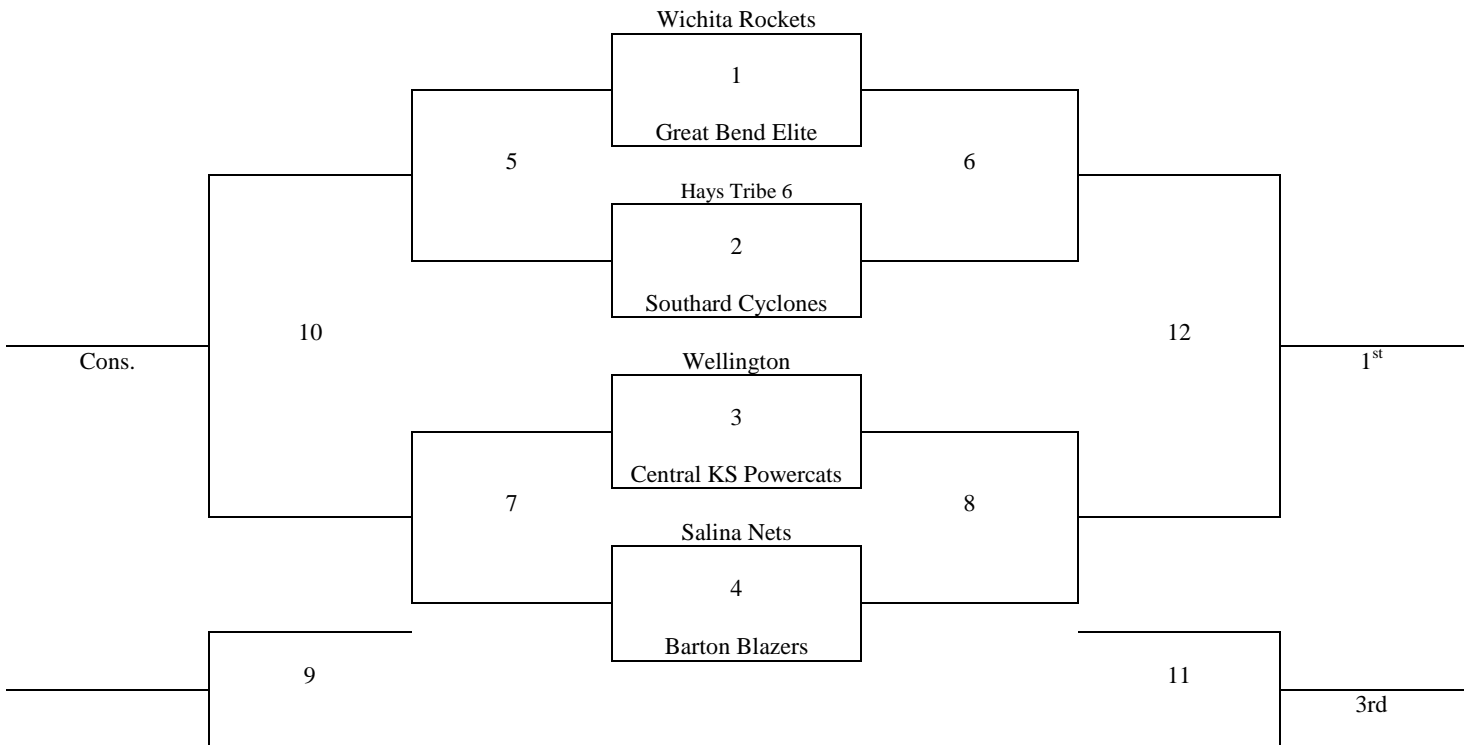 Wichita Rockets
1
Great Bend Elite
5
6
Hays Tribe 6
2
Southard Cyclones
10
12
Cons.
1st
Wellington
3
Central KS Powercats
7
8
Salina Nets
4
Barton Blazers
9
11
3rd